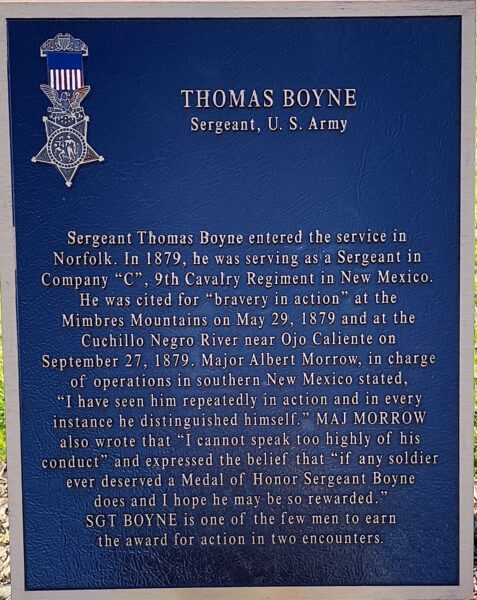 THOMAS BOYNE
Sergeant, U. S. Army
Sergeant Thomas Boyne entered the service in
Norfolk. In 1879, he was serving as a Sergeant in
Company “C”, 9th Cavalry Regiment in New Mexico.
He was cited for “bravery in action” at the
Mimbres Mountains on May 29, 1879 and at the
Cuchillo Negro River near Ojo Caliente on
September 27, 1879. Major Albert Morrow, in charge
of operations in southern New Mexico stated,
“I have seen him repeatedly in action and in every
instance he distinguished himself.” MAJ MORROW
also wrote that “I cannot speak too highly of his
conduct” and expressed the belief that “if any soldier
ever deserved a Medal of Honor Sergeant Boyne
does and I hope he may be so rewarded.”
SGT BOYNE is one of the few men to earn
the award for action in two encounters.